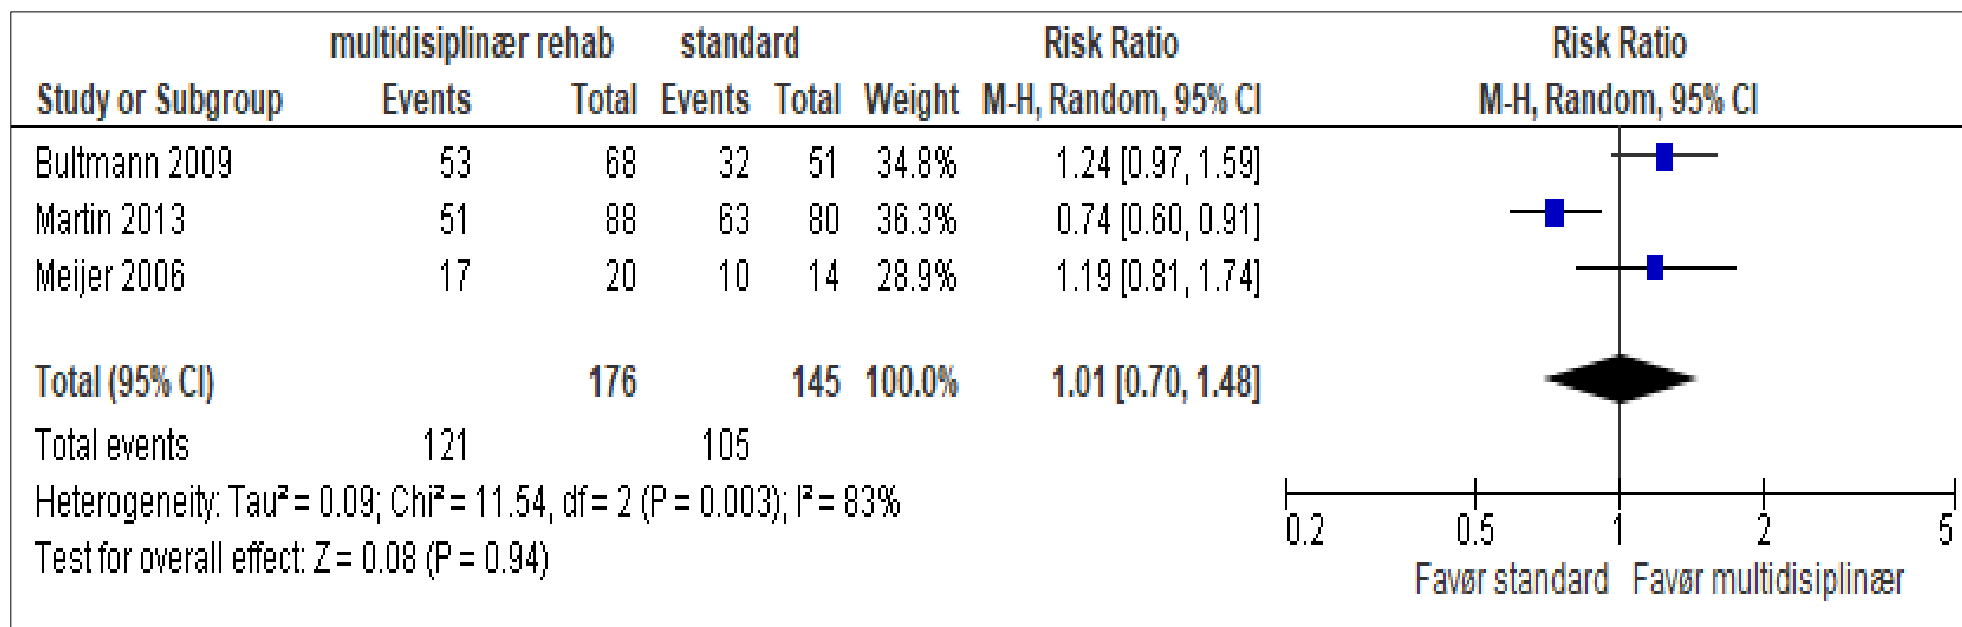 multidisiplinær rehab standard Risk Ratio Risk Ratio
Study or Subgroup Events Total Events Total Weight M-H, Random, 95% CI M-H, Random, 95% CI
Bultmann 2009 53 68 32 51 34.8% 1.24 [0.97, 1.59]
Martin 2013 51 88 63 80 36.3% 0.74 [0.60, 0.91]
Meijer 2006 17 20 10 14 28.9% 1.19 [0.81, 1.74]
Total (95% CI) 176 145 100.0% 1.01 [0.70, 1.48]
Total events 121 105
Heterogeneity: Tau² = 0.09; Chi² = 11.54, df = 2 (P = 0.003); I² = 83%
Test for overall effect: Z = 0.08 (P = 0.94)
0.2 0.5 1 2 5
Favør standard Favør multidisiplinær